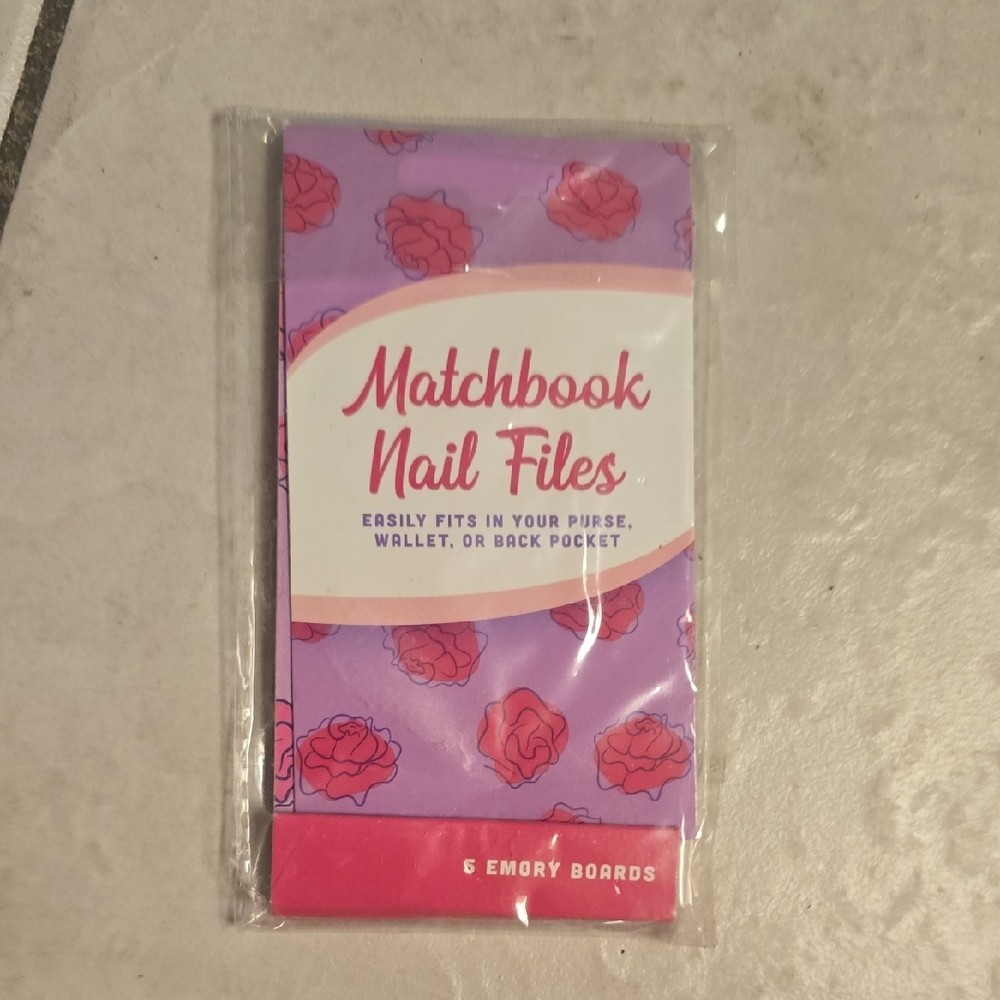 Matchbook
Nail Files
EASILY FITS IN YOUR PURSE,
WALLET, OR BACK POCKET
6 EMORY BOARDS